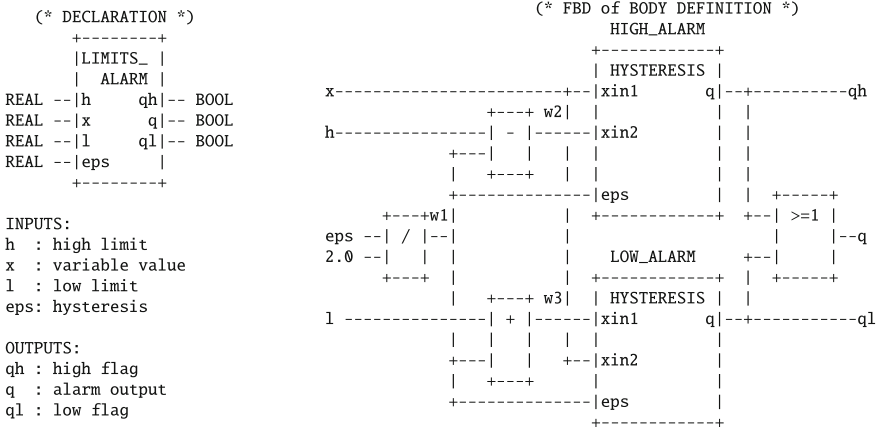 (* DECLARATION *)
+--------+
|LIMITS_ |
|  ALARM |
REAL --|h     qh|-- BOOL
REAL --|x      q|-- BOOL
REAL --|l     ql|-- BOOL
REAL --|eps     |
+--------+
INPUTS:
h  : high limit
x  : variable value
l  : low limit
eps: hysteresis
OUTPUTS:
qh : high flag
q  : alarm output
ql : low flag
(* FBD of BODY DEFINITION *)
HIGH_ALARM
+------------+
| HYSTERESIS |
x------------------------+--|xin1       q|--+----------qh
+----+ w2|  |            |  |
h----------------| -  |------|xin2        |  |
+---|    |   |  |            |  |
|   +----+   |  |            |  |
+---------------|eps         |  |  +-----+
+---+w1|            |  +------------+  +--| >=1 |
eps --| / |--|            |                     |     |--q
2.0 --|   |  |            |    LOW_ALARM     +--|     |
+---+  |            |  +------------+  |  +-----+
|   +----+ w3|  | HYSTERESIS |  |
l ---------------| +  |------|xin1       q|--+-----------ql
|   |    |   |  |            |
+---|    |   +--|xin2        |
|   +----+      |            |
+---------------|eps         |
+------------+